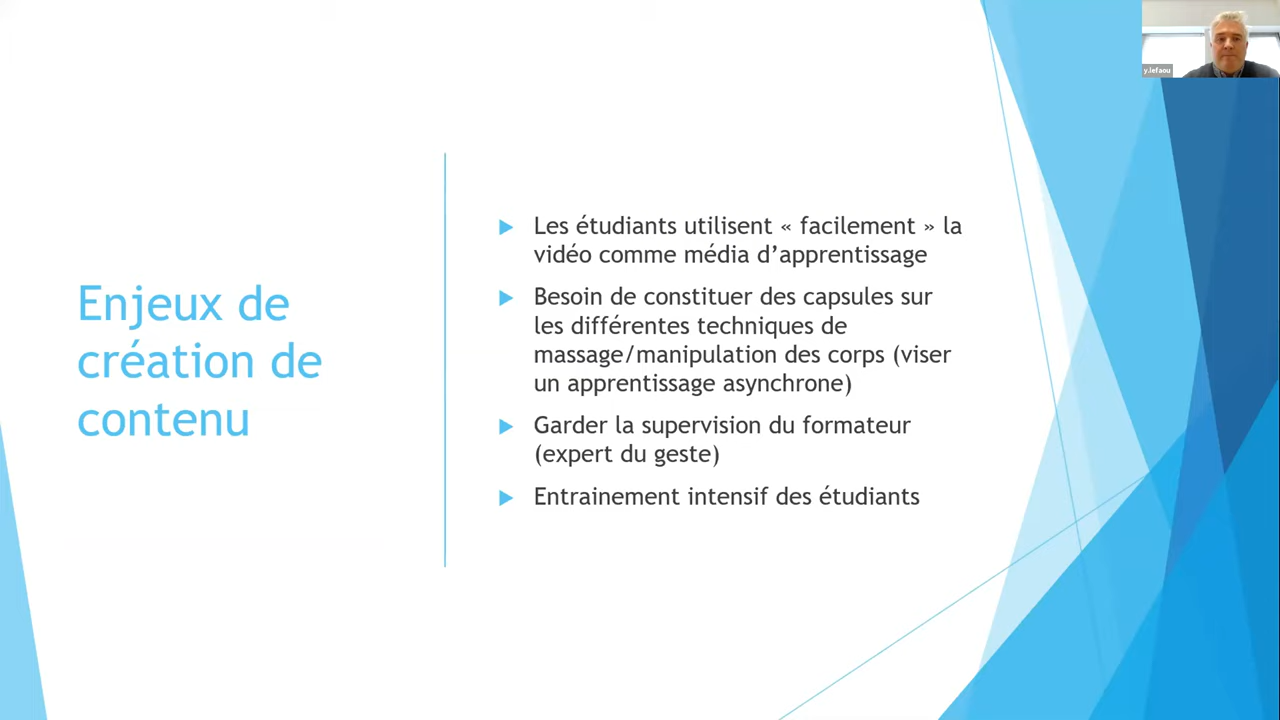 y.lefaou
Enjeux de
création de
contenu
Les étudiants utilisent « facilement » la
vidéo comme média d’apprentissage
Besoin de constituer des capsules sur
les différentes techniques de
massage/manipulation des corps (viser
un apprentissage asynchrone)
Garder la supervision du formateur
(expert du geste)
Entrainement intensif des étudiants